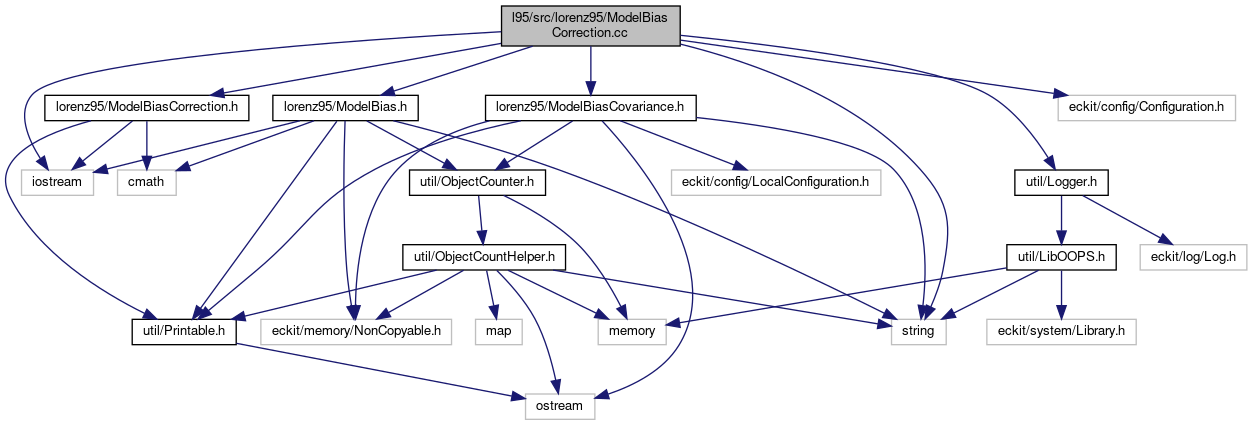 l95/src/lorenz95/ModelBias
Correction.cc
lorenz95/ModelBiasCorrection.h
lorenz95/ModelBias.h
lorenz95/ModelBiasCovariance.h
eckit/config/Configuration.h
iostream
cmath
util/ObjectCounter.h
eckit/config/LocalConfiguration.h
util/Logger.h
util/ObjectCountHelper.h
util/LibOOPS.h
eckit/log/Log.h
util/Printable.h
eckit/memory/NonCopyable.h
map
memory
string
eckit/system/Library.h
ostream